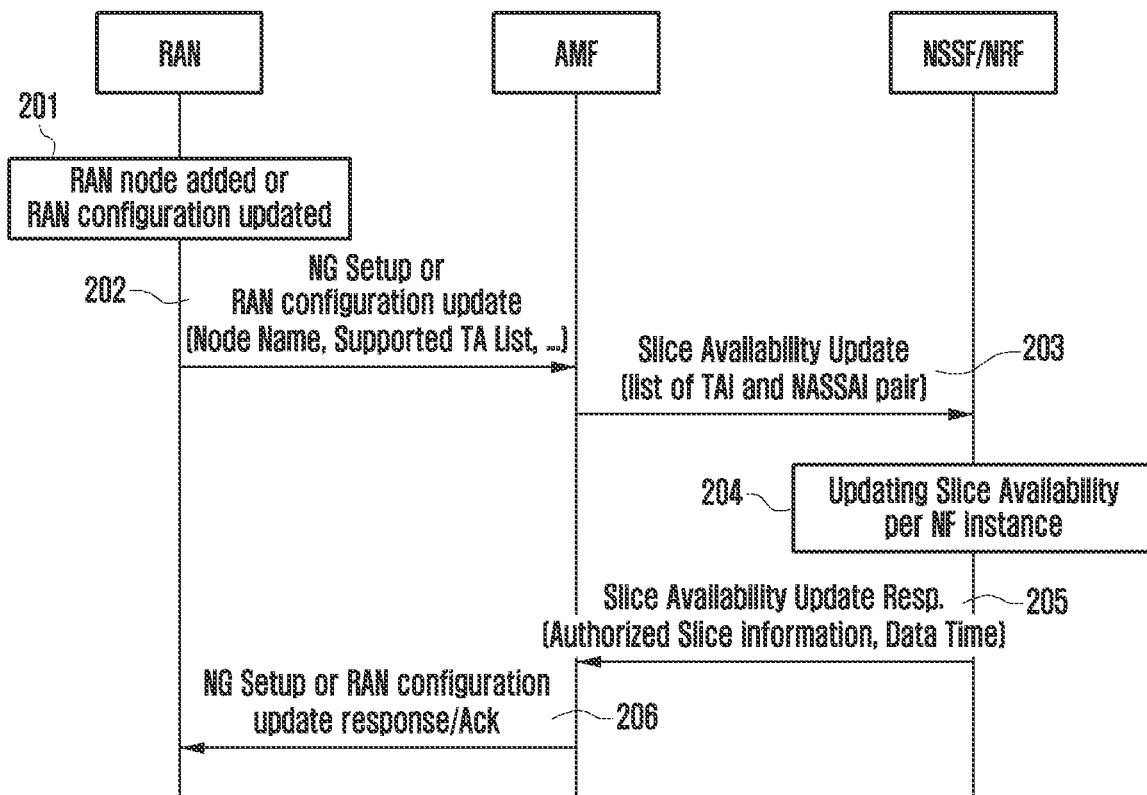 RAN
AMF
NSSF/NRF
201
RAN node added or
RAN configuration updated
202
NG Setup or
RAN configuration update
(Node Name, Supported TA List, ...)
Slice Availability Update
(list of TAI and NASSAI pair)
203
204
Updating Slice Availability
per NF instance
Slice Availability Update Resp.
(Authorized Slice information, Data Time)
205
NG Setup or RAN configuration
update response/Ack
206